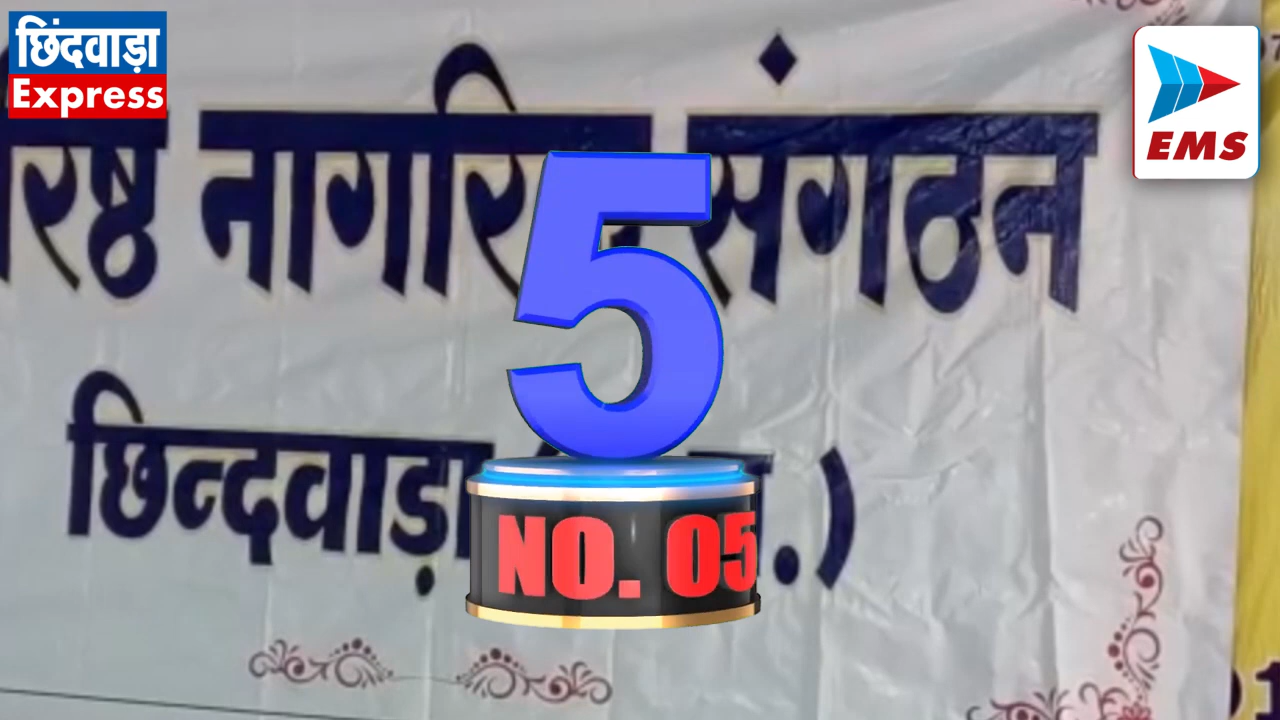 छिंदवाड़ा
Express
EMS
नागरि संगठन
5
छिन्दवाड़ा .)
NO. 05